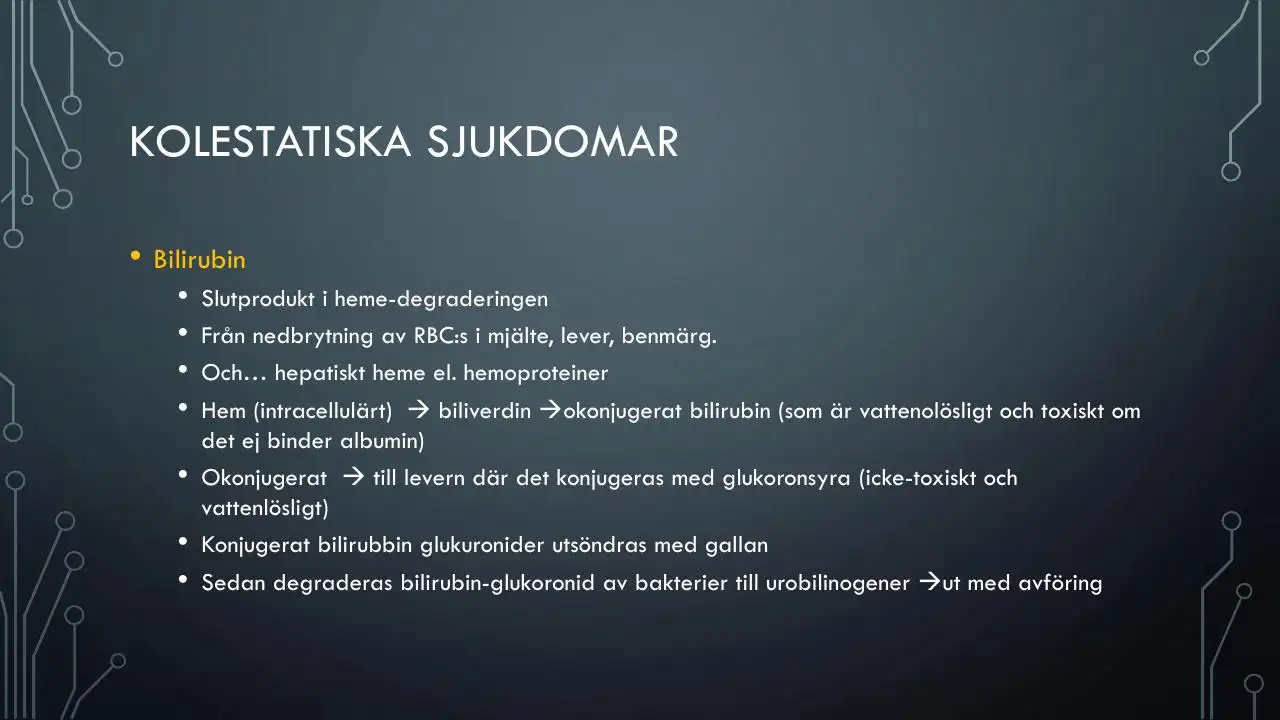 KOLESTATISKA SJUKDOMAR
• Bilirubin
• Slutprodukt i heme-degraderingen
• Från nedbrytning av RBC:s i mjälte, lever, benmärg.
• Och… hepatiskt heme el. hemoproteiner
• Hem (intracellulärt) → biliverdin →okonjugerat bilirubin (som är vattenolösligt och toxiskt om
det ej binder albumin)
• Okonjugerat → till levern där det konjugeras med glukoronsyra (icke-toxiskt och
vattenlösligt)
• Konjugerat bilirubbin glukuronider utsöndras med gallan
• Sedan degraderas bilirubin-glukoronid av bakterier till urobilinogener →ut med avföring